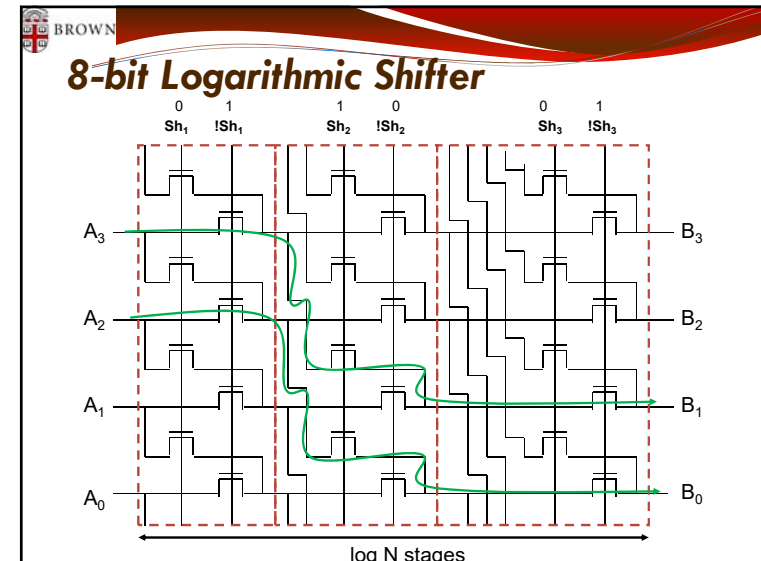 BROWN
8-bit Logarithmic Shifter
0 1 1 0 0 1
Sh₁ !Sh₁ Sh₂ !Sh₂ Sh₃ !Sh₃
A₃ B₃
A₂ B₂
A₁ B₁
A₀ B₀
log N stages